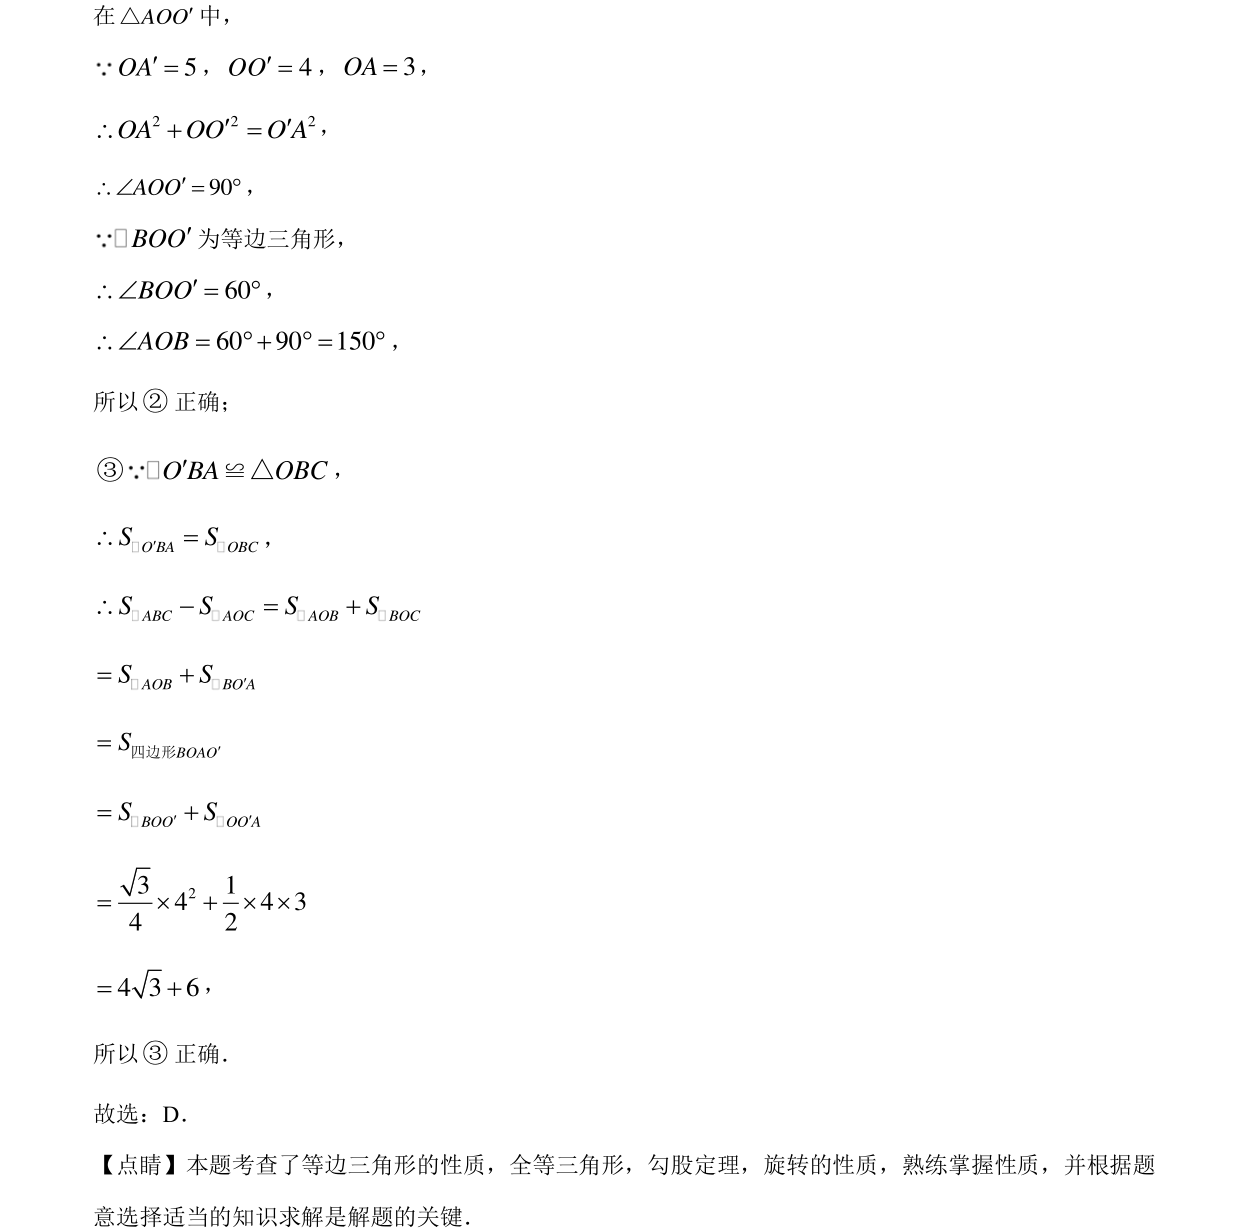 在△AOO′中，
∵OA′=5，OO′=4，OA=3，
∴OA²+OO′²=O′A²，
∴∠AOO′=90°，
∵□BOO′为等边三角形，
∴∠BOO′=60°，
∴∠AOB=60°+90°=150°，
所以②正确；
③∵□O′BA≌△OBC，
∴S□O′BA=S□OBC，
∴S□ABC−S□AOC=S□AOB+S□BOC
=S□AOB+S□BO′A
=S四边形BOAO′
=S□BOO′+S□OO′A
=√3/4×4²+1/2×4×3
=4√3+6，
所以③正确．
故选：D．
【点睛】本题考查了等边三角形的性质，全等三角形，勾股定理，旋转的性质，熟练掌握性质，并根据题
意选择适当的知识求解是解题的关键．